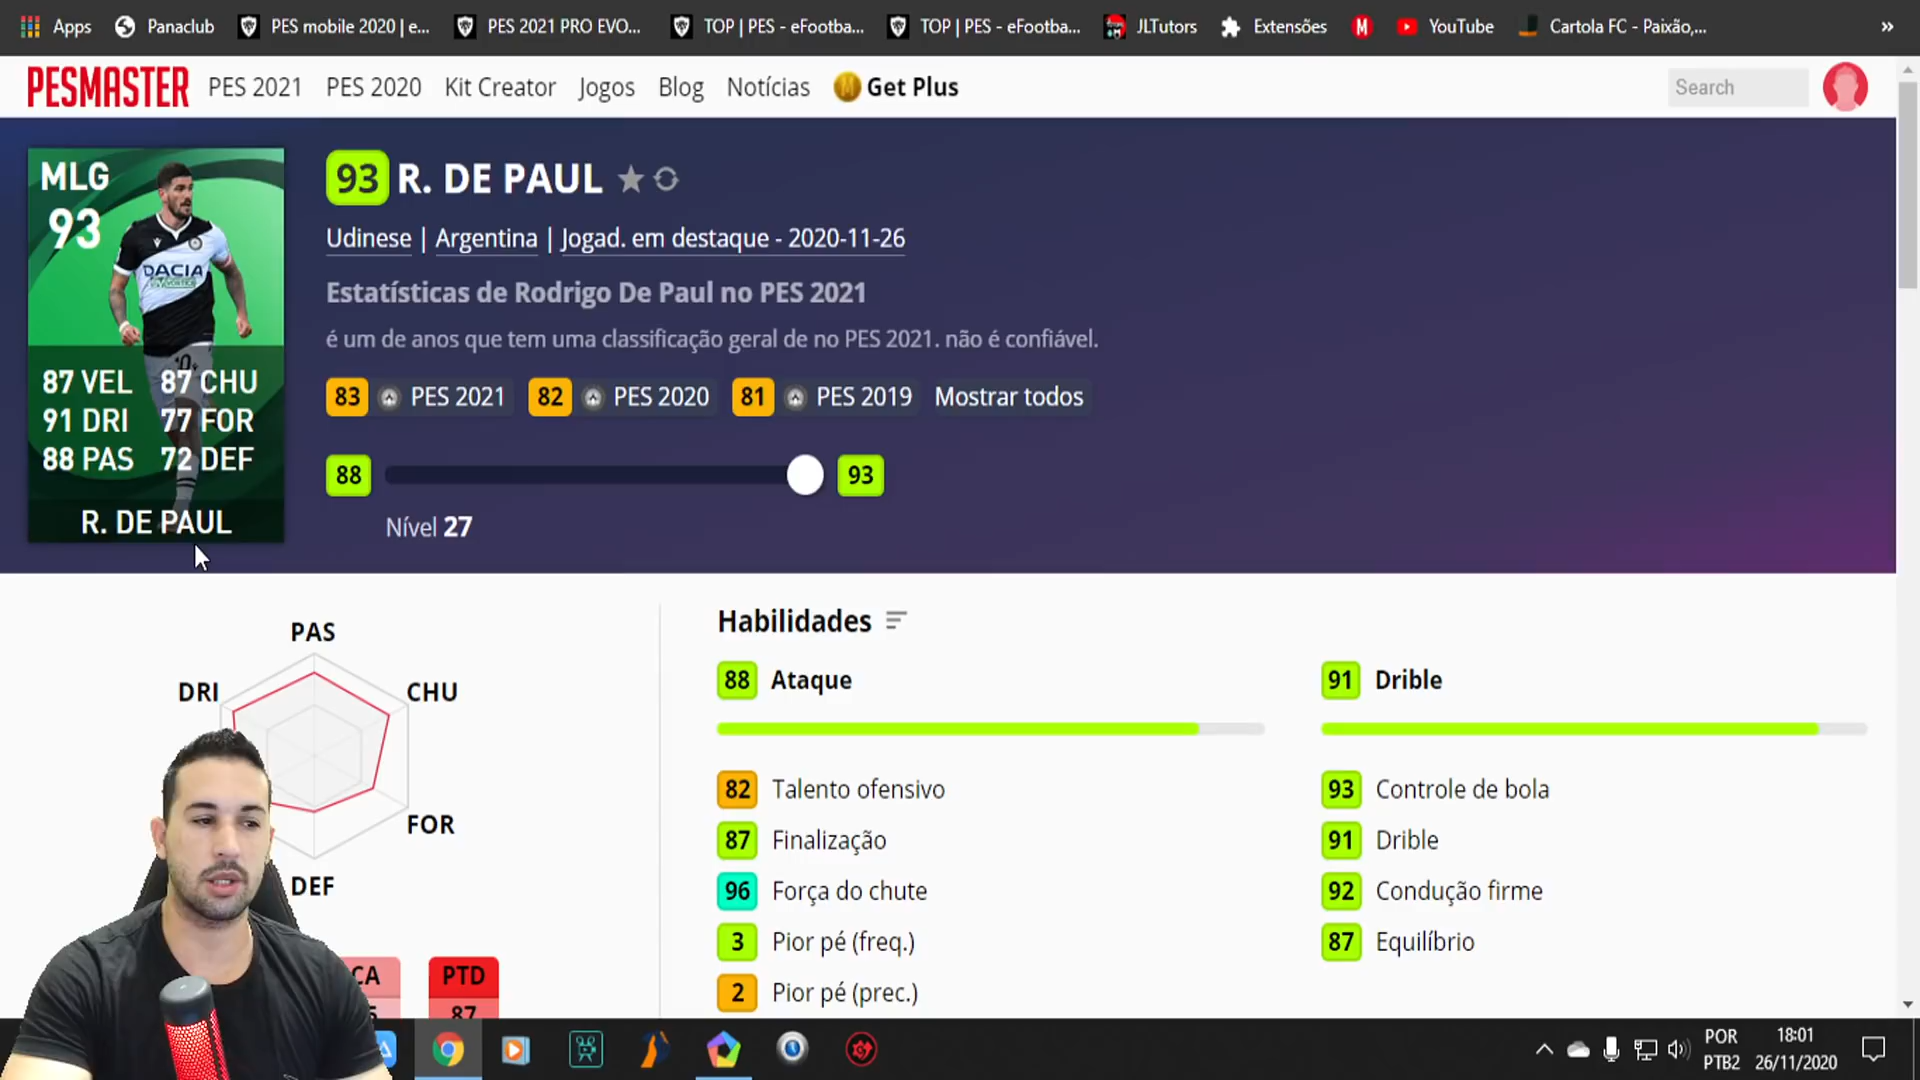 Apps
Panaclub
PES mobile 2020 | e...
PES 2021 PRO EVO...
TOP | PES - eFootba...
TOP | PES - eFootba...
JLTutors
Extensões
M
YouTube
Cartola FC - Paixão,...
»
PESMASTER
PES 2021
PES 2020
Kit Creator
Jogos
Blog
Notícias
Get Plus
Search
MLG
93
DACIA
87 VEL 87 CHU
91 DRI 77 FOR
88 PAS 72 DEF
R. DE PAUL
93 R. DE PAUL
Udinese | Argentina | Jogad. em destaque - 2020-11-26
Estatísticas de Rodrigo De Paul no PES 2021
é um de anos que tem uma classificação geral de no PES 2021. não é confiável.
83 PES 2021 82 PES 2020 81 PES 2019 Mostrar todos
88 93
Nível 27
PAS
DRI
CHU
FOR
DEF
CA
PTD
87
Habilidades
88 Ataque
82 Talento ofensivo
87 Finalização
96 Força do chute
3 Pior pé (freq.)
2 Pior pé (prec.)
91 Drible
93 Controle de bola
91 Drible
92 Condução firme
87 Equilíbrio
POR
PTB2
18:01
26/11/2020